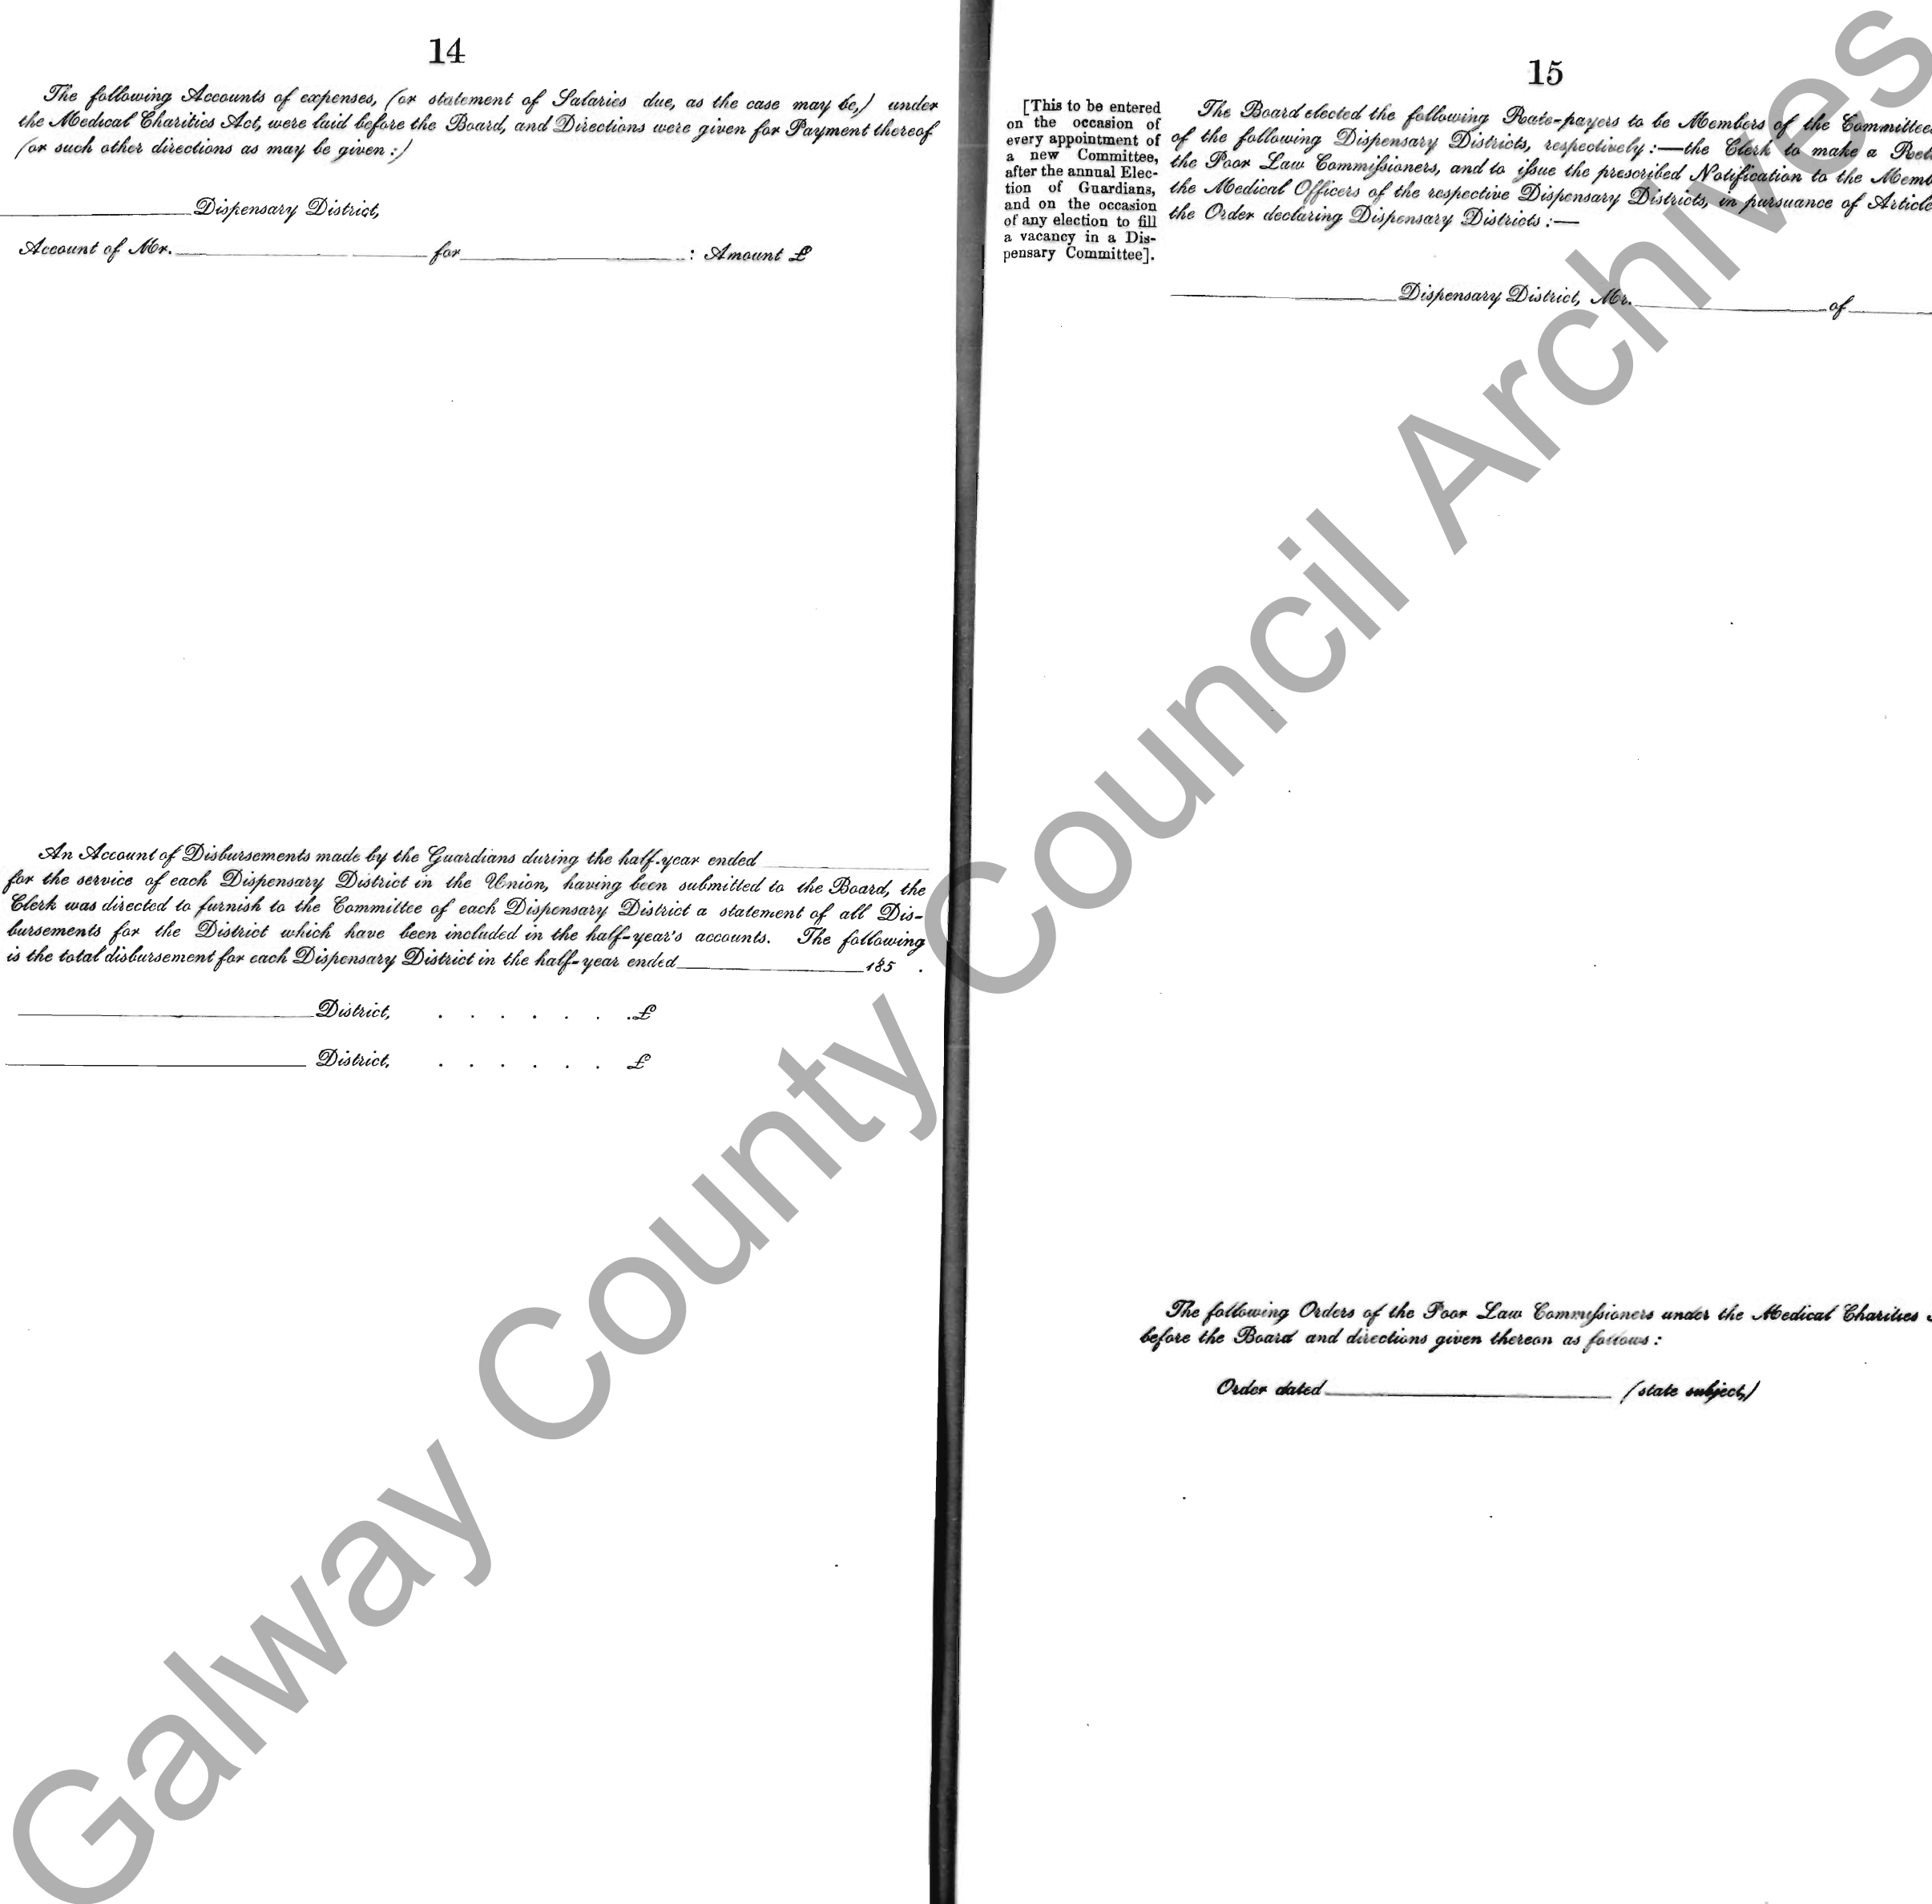 14
The following Accounts of expenses, (or statement of Salaries due, as the case may be,) under
the Medical Charities Act, were laid before the Board, and Directions were given for Payment thereof
(or such other directions as may be given:)
Dispensary District,
Account of Mr. for : Amount £
An Account of Disbursements made by the Guardians during the half-year ended
for the service of each Dispensary District in the Union, having been submitted to the Board, the
Clerk was directed to furnish to the Committee of each Dispensary District a statement of all Dis-
bursements for the District which have been included in the half-year's accounts. The following
is the total disbursement for each Dispensary District in the half-year ended 185 .
District, . . . . . . . £
District, . . . . . . £
15
[This to be entered
on the occasion of
every appointment of
a new Committee,
after the annual Elec-
tion of Guardians,
and on the occasion
of any election to fill
a vacancy in a Dis-
pensary Committee].
The Board elected the following Rate-payers to be Members of the Committee
of the following Dispensary Districts, respectively:—the Clerk to make a
the Poor Law Commissioners, and to issue the prescribed Notification to the
the Medical Officers of the respective Dispensary Districts, in pursuance of Article
the Order declaring Dispensary Districts:—
Dispensary District, Mr. of
The following Orders of the Poor Law Commissioners under the Medical Charities
before the Board and directions given thereon as follows:
Order dated (state subject,)
Galway County Council Archives